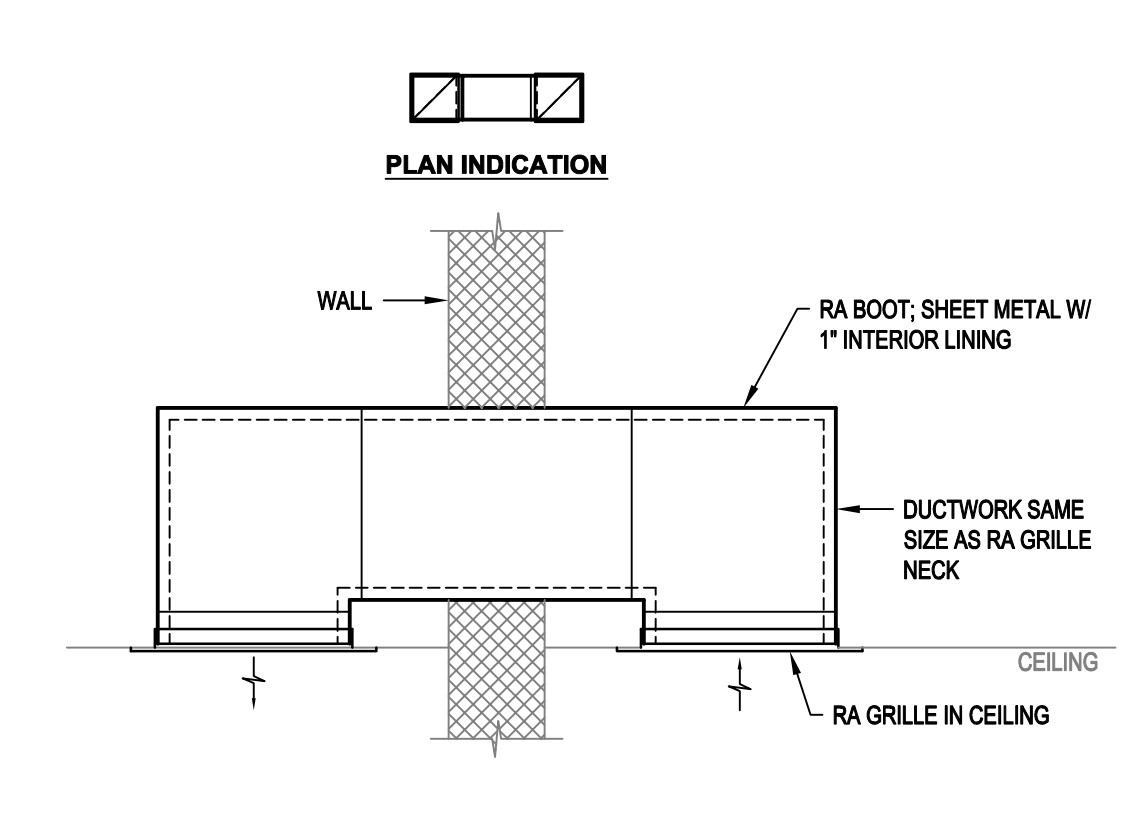 PLAN INDICATION
WALL
RA BOOT; SHEET METAL W/
1" INTERIOR LINING
DUCTWORK SAME
SIZE AS RA GRILLE
NECK
CEILING
RA GRILLE IN CEILING